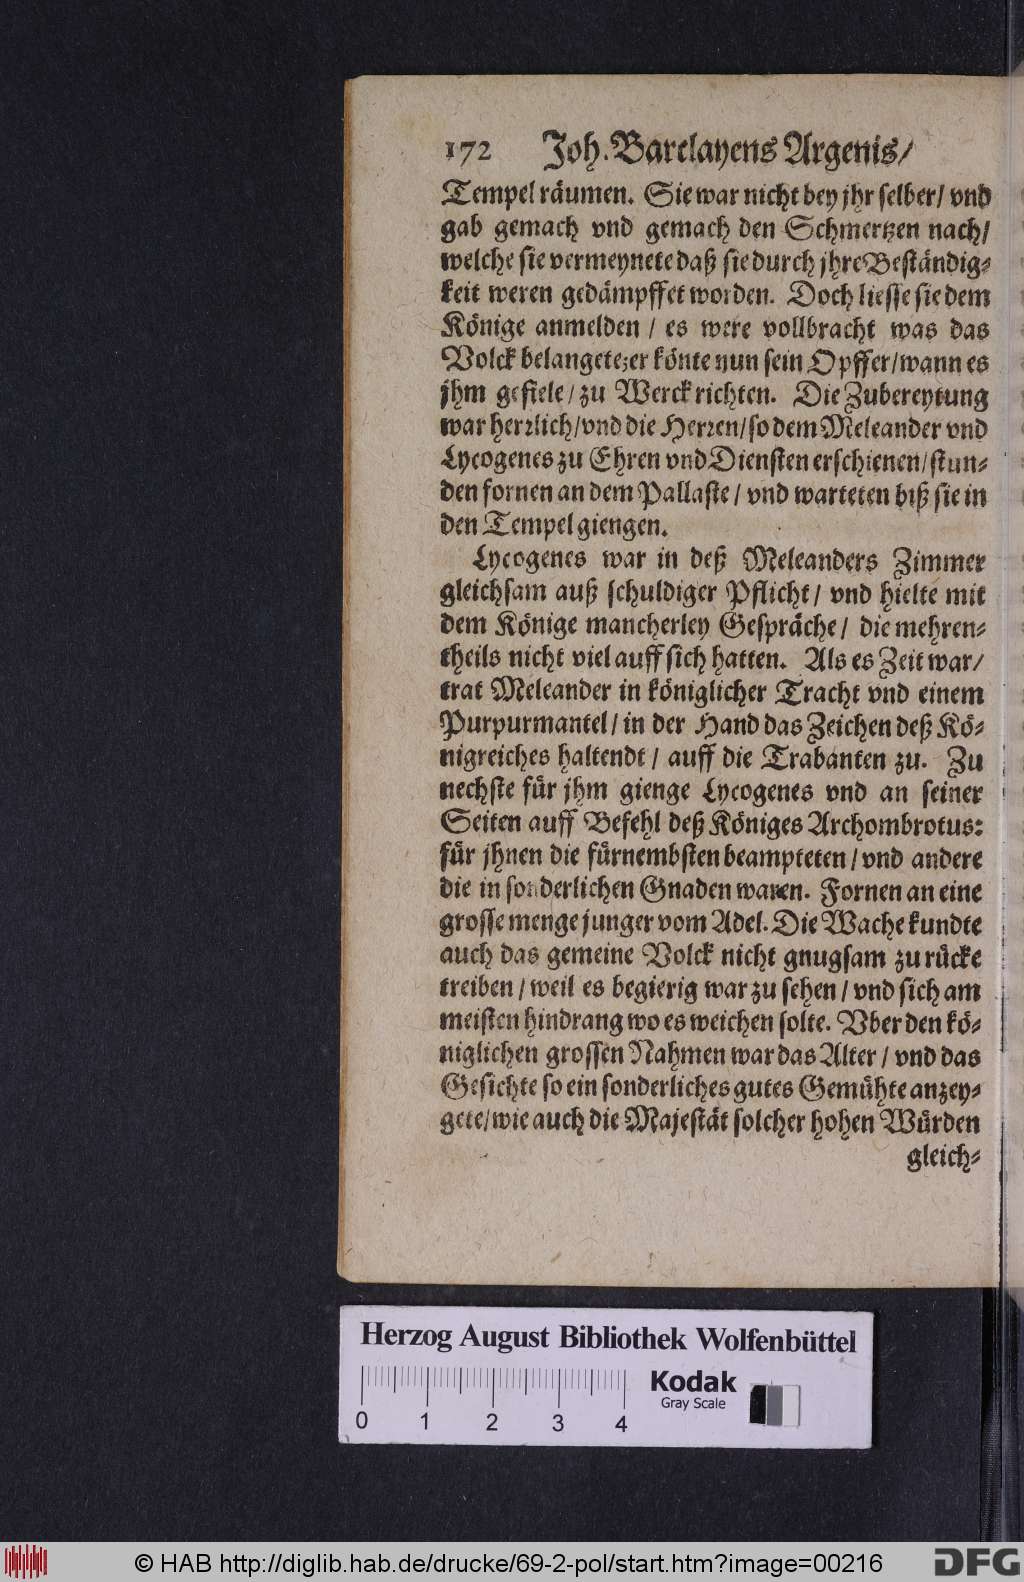 172 Joh. Barclayens Argenis/
Tempel räumen. Sie war nicht bey jhr selber/ vnd
gab gemach vnd gemach den Schmertzen nach/
welche sie vermeynete daß sie durch jhre Beständig-
keit weren gedämpffet worden. Doch liesse sie dem
Könige anmelden / es were vollbracht was das
Volck belangete; er könte nun sein Opffer/ wann es
jhm gefiele / zu Werck richten. Die Zubereytung
war herrlich/ vnd die Herren/ so dem Meleander vnd
Lycogenes zu Ehren vnd Diensten erschienen/ stun-
den fornen an dem Pallaste / vnd warteten biß sie in
den Tempel giengen.
Lycogenes war in deß Meleanders Zimmer
gleichsam auß schuldiger Pflicht / vnd hielte mit
dem Könige mancherley Gespräche / die mehren-
theils nicht viel auff sich hatten. Als es Zeit war/
trat Meleander in königlicher Tracht vnd einem
Purpurmantel / in der Hand das Zeichen deß Kö-
nigreiches haltendt / auff die Trabanten zu. Zu
nechste für jhm gienge Lycogenes vnd an seiner
Seiten auff Befehl deß Königes Archombrotus:
für jhnen die fürnembsten beampteten / vnd andere
die in sonderlichen Gnaden waren. Fornen an eine
grosse menge junger vom Adel. Die Wache kundte
auch das gemeine Volck nicht gnugsam zu rücke
treiben / weil es begierig war zu sehen / vnd sich am
meisten hindrang wo es weichen solte. Vber den kö-
niglichen grossen Nahmen war das Alter / vnd das
Gesichte so ein sonderliches gutes Gemühte anzey-
gete/ wie auch die Majestät solcher hohen Würden
gleich-
Herzog August Bibliothek Wolfenbüttel
0 1 2 3 4
Kodak
Gray Scale
© HAB http://diglib.hab.de/drucke/69-2-pol/start.htm?image=00216
DFG